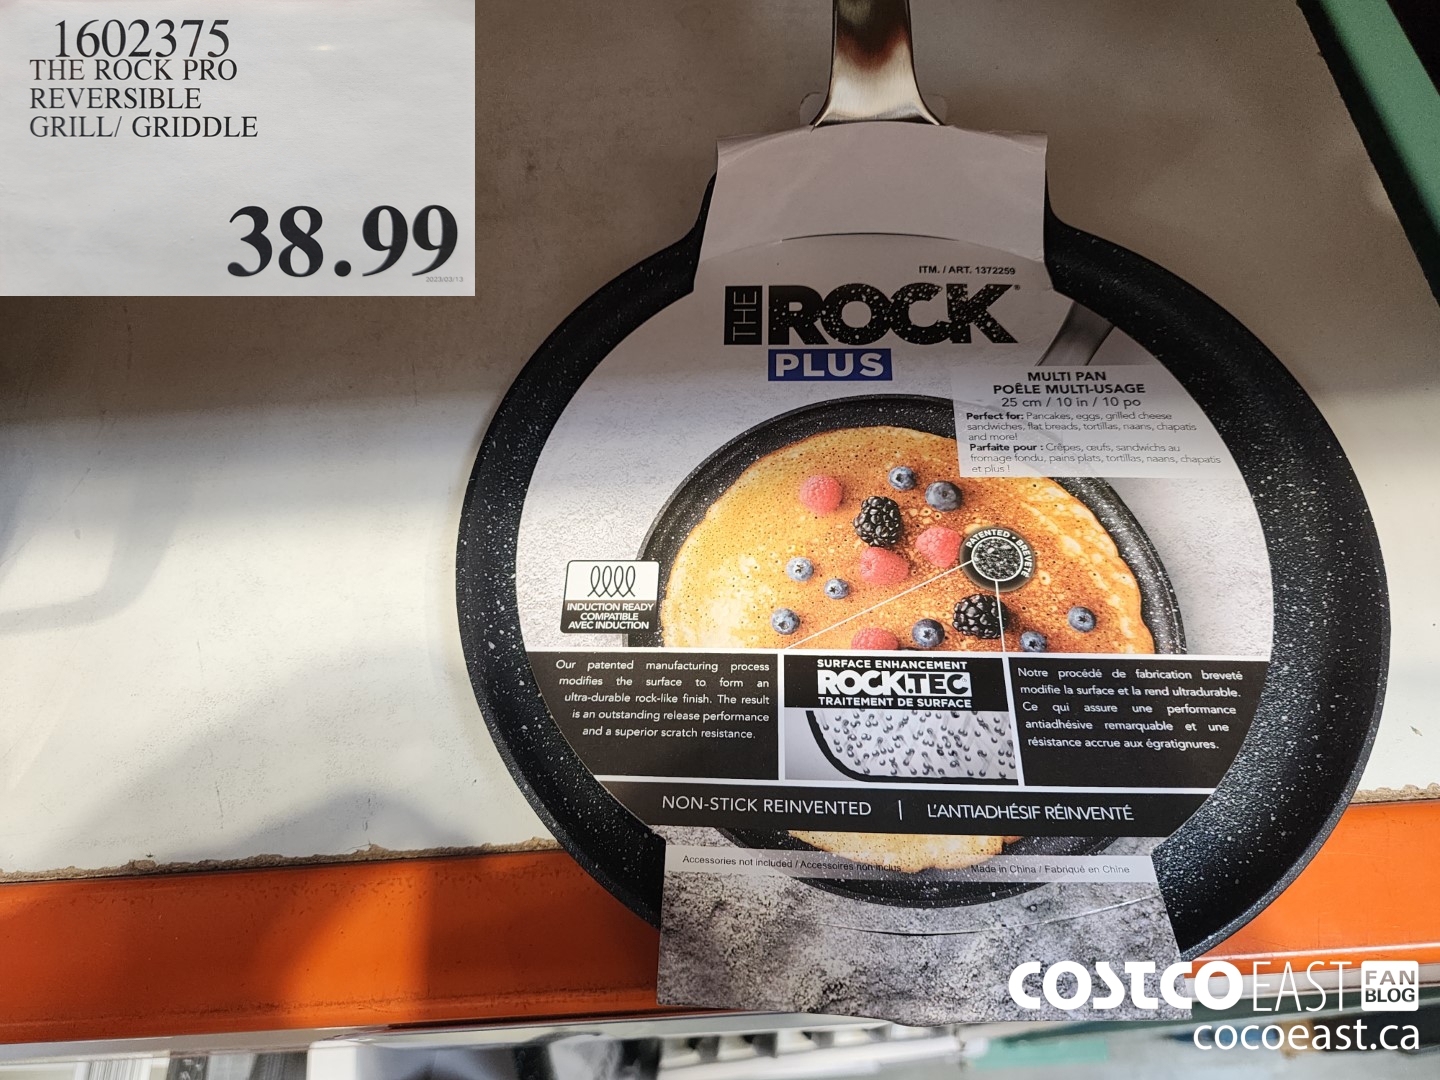 1602375
THE ROCK PRO
REVERSIBLE
GRILL/ GRIDDLE
38.99
2023/03/13
ITM. / ART. 1372259
THE ROCK®
PLUS
MULTI PAN
POÊLE MULTI-USAGE
25 cm / 10 in / 10 po
Perfect for: Pancakes, eggs, grilled cheese
sandwiches, flat breads, tortillas, naans, chapatis
and more!
Parfaite pour : Crêpes, œufs, sandwichs au
fromage fondu, pains plats, tortillas, naans, chapatis
et plus !
PATENTED • BREVETÉ
INDUCTION READY
COMPATIBLE
AVEC INDUCTION
Our patented manufacturing process
modifies the surface to form an
ultra-durable rock-like finish. The result
is an outstanding release performance
and a superior scratch resistance.
SURFACE ENHANCEMENT
ROCK.TEC
TRAITEMENT DE SURFACE
Notre procédé de fabrication breveté
modifie la surface et la rend ultradurable.
Ce qui assure une performance
antiadhésive remarquable et une
résistance accrue aux égratignures.
NON-STICK REINVENTED | L'ANTIADHÉSIF RÉINVENTÉ
Accessories not included / Accessoires non inclus
Made in China / Fabriqué en Chine
COSTCO EAST FAN BLOG
cocoeast.ca